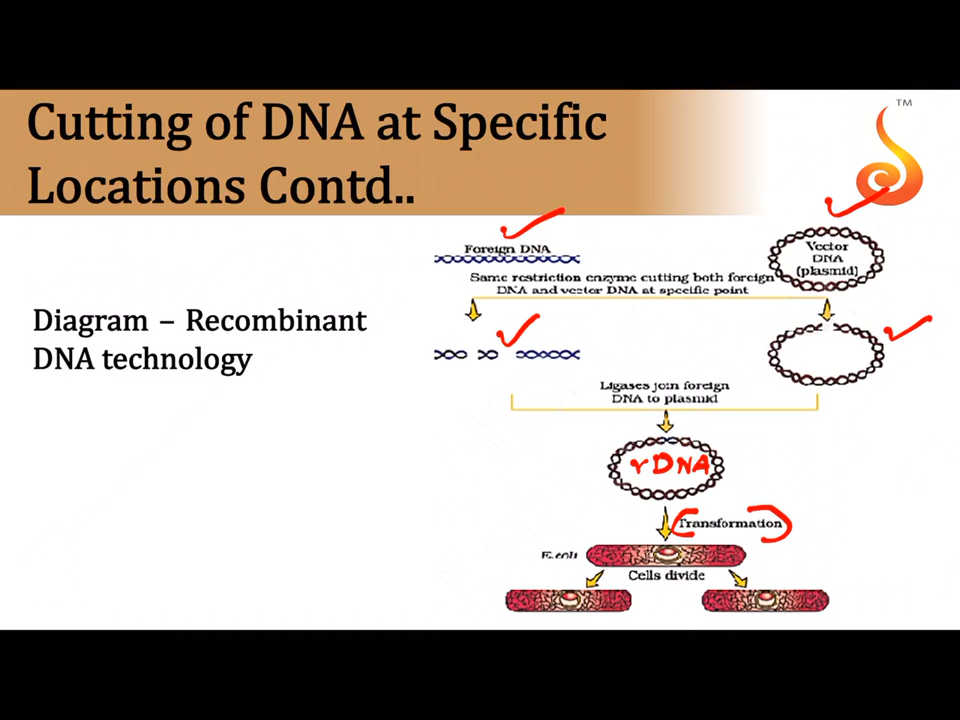 Cutting of DNA at Specific
Locations Contd..
TM
Diagram – Recombinant
DNA technology
Foreign DNA
Vector
DNA
(plasmid)
Same restriction enzyme cutting both foreign
DNA and vector DNA at specific point
Ligases join foreign
DNA to plasmid
rDNA
Transformation
E.coli
Cells divide